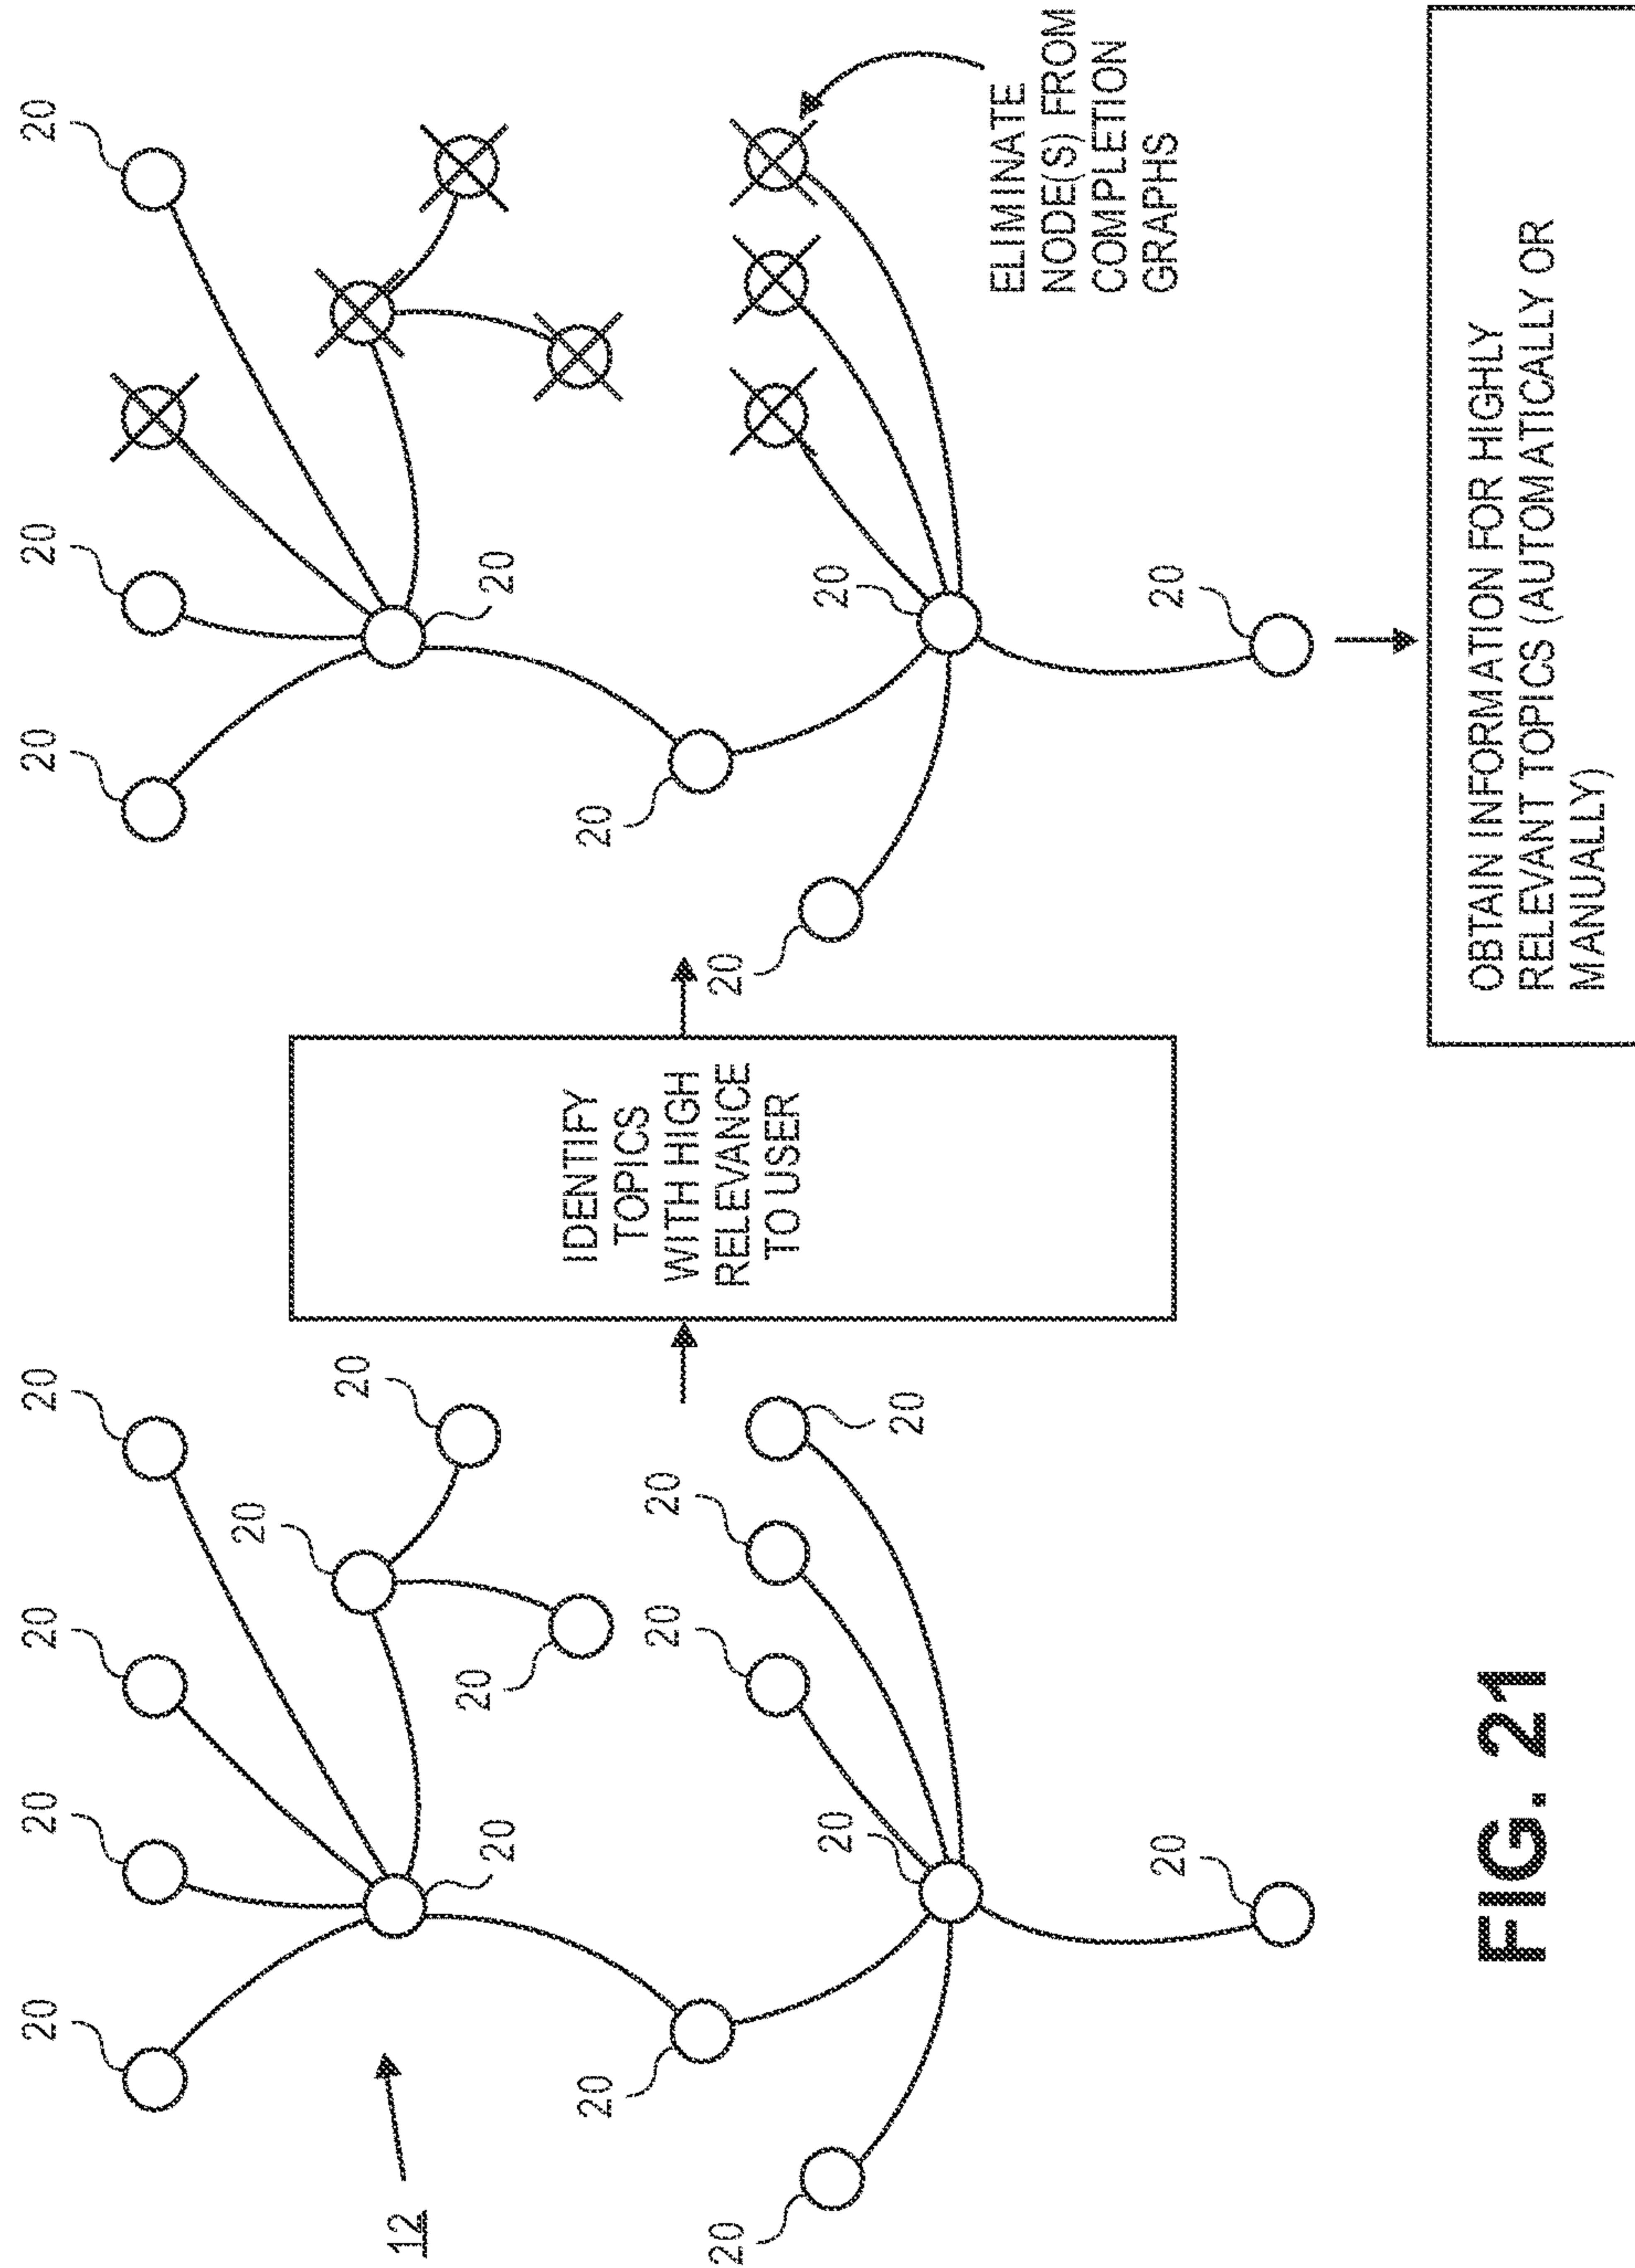 20
20
20
20
20
20
12
20
20
20
20
20
20
20
20
20
IDENTIFY
TOPICS
WITH HIGH
RELEVANCE
TO USER
20
20
20
20
20
20
20
20
ELIMINATE
NODE(S) FROM
COMPLETION
GRAPHS
OBTAIN INFORMATION FOR HIGHLY
RELEVANT TOPICS (AUTOMATICALLY OR
MANUALLY)
FIG. 21